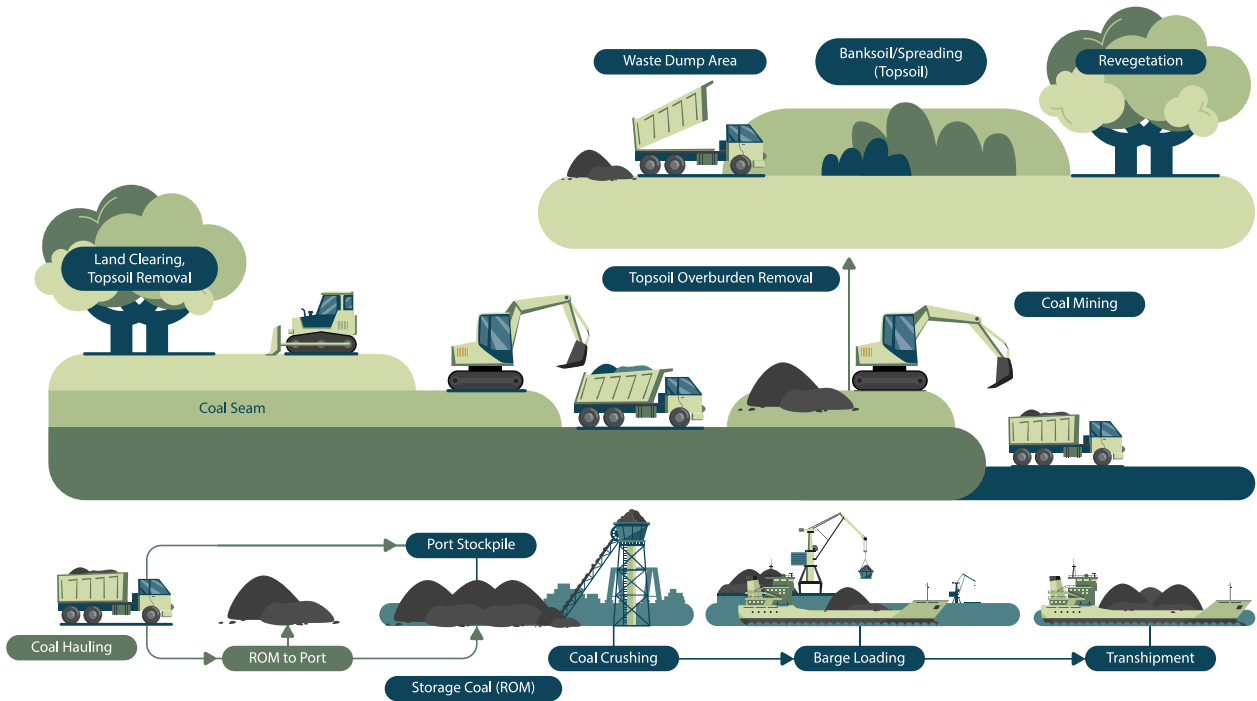 Waste Dump Area
Banksoil/Spreading
(Topsoil)
Revegetation
Land Clearing,
Topsoil Removal
Topsoil Overburden Removal
Coal Mining
Coal Seam
Port Stockpile
Coal Hauling
ROM to Port
Storage Coal (ROM)
Coal Crushing
Barge Loading
Transhipment